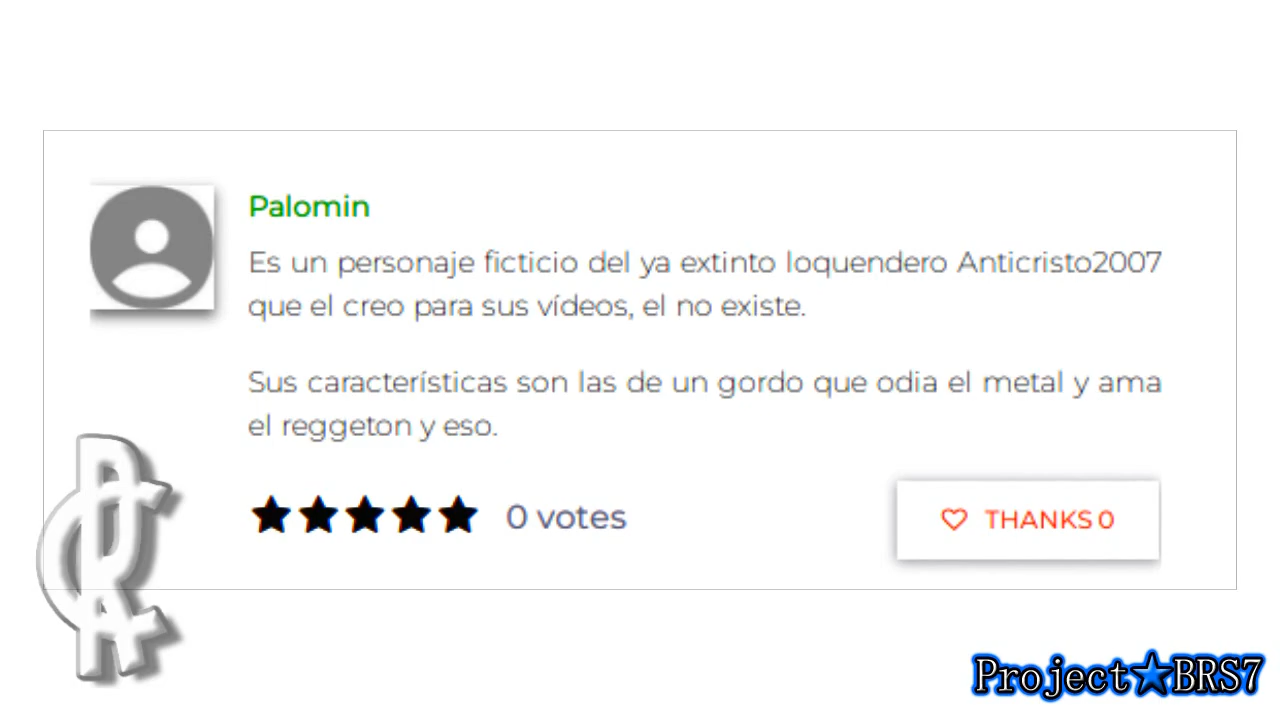 Palomin
Es un personaje ficticio del ya extinto loquendero Anticristo2007
que el creo para sus vídeos, el no existe.
Sus características son las de un gordo que odia el metal y ama
el reggeton y eso.
0 votes
THANKS 0
Project★BRS7